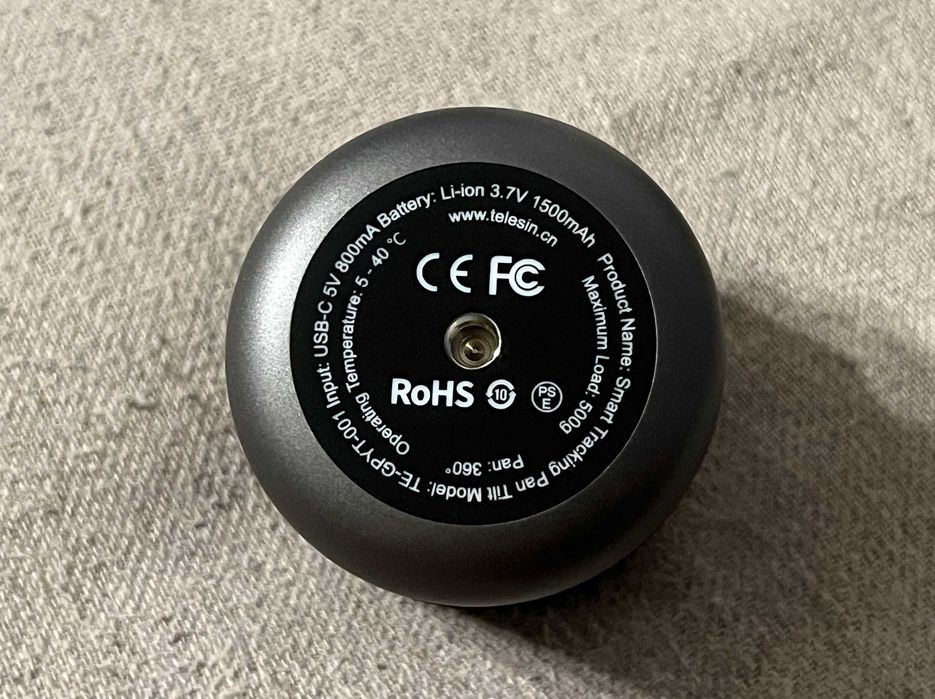 Product Name: Smart Tracking Pan Tilt Model: TE-GPYT-001 Input: USB-C 5V 800mA Battery: Li-ion 3.7V 1500mAh
Maximum Load: 500g
Pan: 360°
Operating Temperature: 5 - 40 °C
www.telesin.cn
CE FC
RoHS 10 PS E